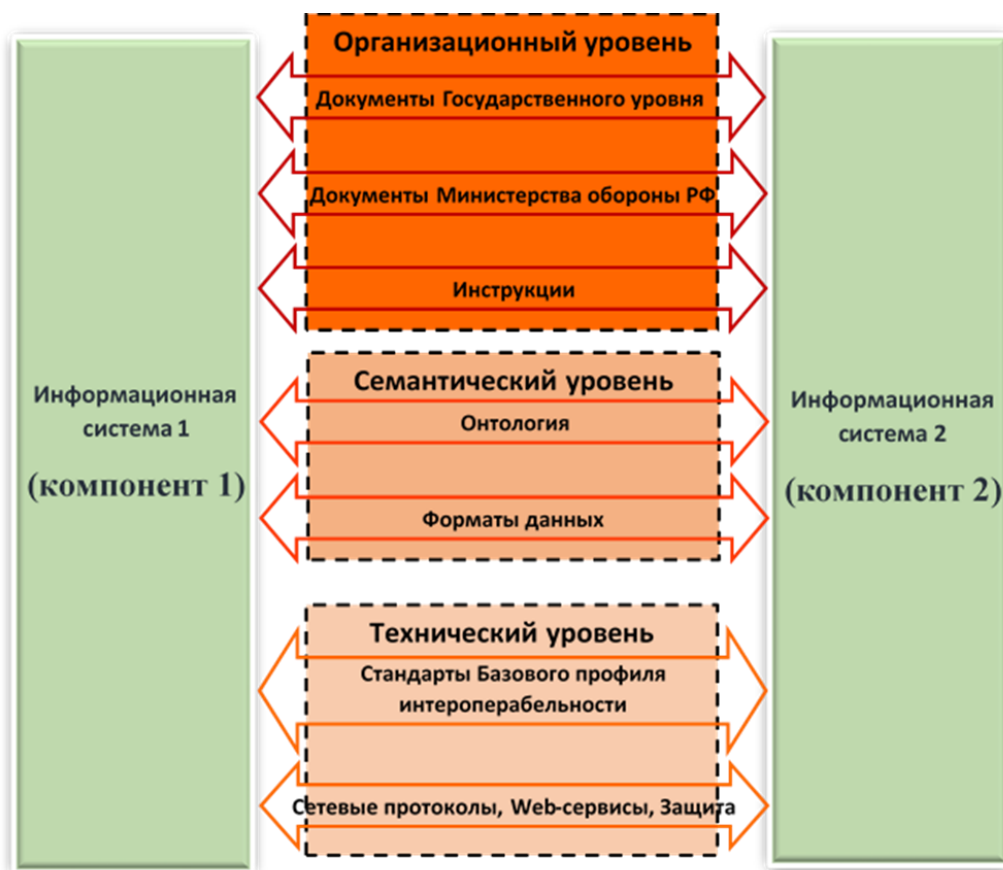 Информационная
система 1
(компонент 1)
Организационный уровень
Документы Государственного уровня
Документы Министерства обороны РФ
Инструкции
Семантический уровень
Онтология
Форматы данных
Технический уровень
Стандарты Базового профиля
интероперабельности
Сетевые протоколы, Web-сервисы, Защита
Информационная
система 2
(компонент 2)